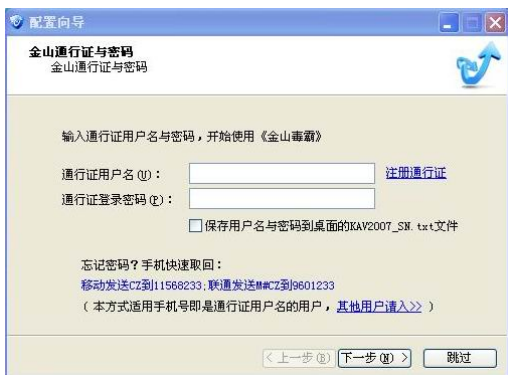 配置向导
金山通行证与密码
金山通行证与密码
输入通行证用户名与密码，开始使用《金山毒霸》
通行证用户名(U)： 注册通行证
通行证登录密码(P)：
保存用户名与密码到桌面的KAV2007_SN.txt文件
忘记密码？手机快速取回：
移动发送CZ到11568233;联通发送M#CZ到9601233
（本方式适用手机号即是通行证用户名的用户，其他用户请入>> ）
< 上一步(B) 下一步(N) > 跳过